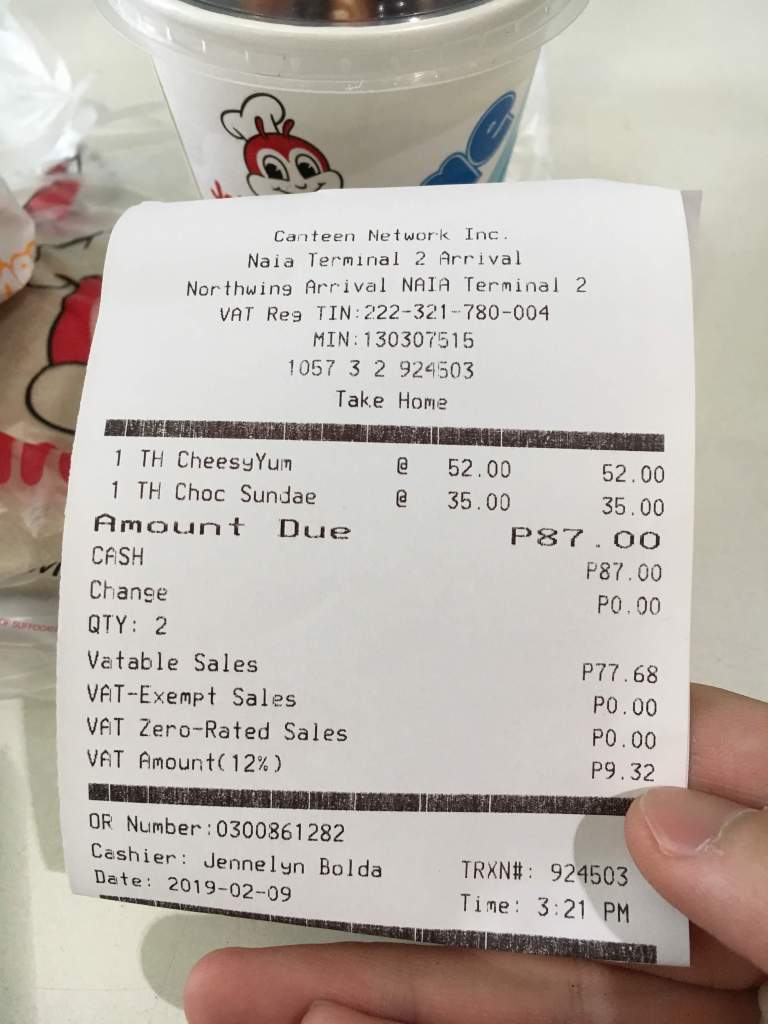 Canteen Network Inc.
Naia Terminal 2 Arrival
Northwing Arrival NAIA Terminal 2
VAT Reg TIN:222-321-780-004
MIN:130307515
1057 3 2 924503
Take Home
1 TH CheesyYum @ 52.00 52.00
1 TH Choc Sundae @ 35.00 35.00
Amount Due P87.00
CASH P87.00
Change P0.00
QTY: 2
Vatable Sales P77.68
VAT-Exempt Sales P0.00
VAT Zero-Rated Sales P0.00
VAT Amount(12%) P9.32
OR Number:0300861282
Cashier: Jennelyn Bolda TRXN#: 924503
Date: 2019-02-09 Time: 3:21 PM